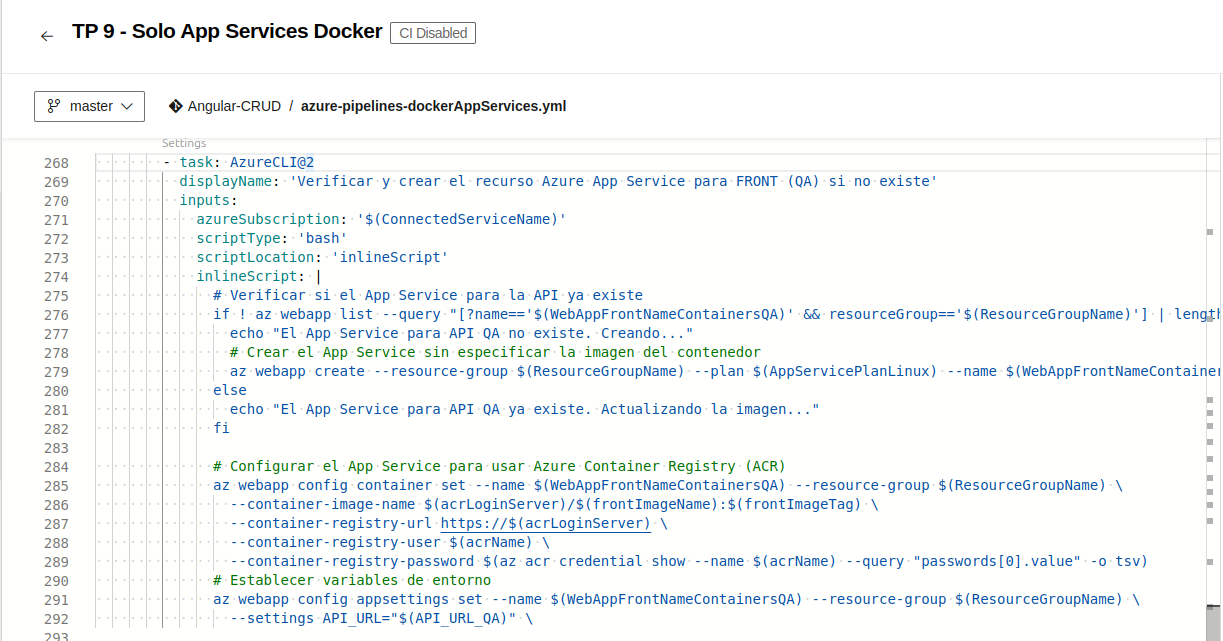 ← TP 9 - Solo App Services Docker CI Disabled
master Angular-CRUD / azure-pipelines-dockerAppServices.yml
Settings
268 - task: AzureCLI@2
269 displayName: 'Verificar y crear el recurso Azure App Service para FRONT (QA) si no existe'
270 inputs:
271 azureSubscription: '$(ConnectedServiceName)'
272 scriptType: 'bash'
273 scriptLocation: 'inlineScript'
274 inlineScript: |
275 # Verificar si el App Service para la API ya existe
276 if ! az webapp list --query "[?name=='$(WebAppFrontNameContainersQA)' && resourceGroup=='$(ResourceGroupName)'] | length
277 echo "El App Service para API QA no existe. Creando..."
278 # Crear el App Service sin especificar la imagen del contenedor
279 az webapp create --resource-group $(ResourceGroupName) --plan $(AppServicePlanLinux) --name $(WebAppFrontNameContainer
280 else
281 echo "El App Service para API QA ya existe. Actualizando la imagen..."
282 fi
283
284 # Configurar el App Service para usar Azure Container Registry (ACR)
285 az webapp config container set --name $(WebAppFrontNameContainersQA) --resource-group $(ResourceGroupName) \
286 --container-image-name $(acrLoginServer)/$(frontImageName):$(frontImageTag) \
287 --container-registry-url https://$(acrLoginServer) \
288 --container-registry-user $(acrName) \
289 --container-registry-password $(az acr credential show --name $(acrName) --query "passwords[0].value" -o tsv)
290 # Establecer variables de entorno
291 az webapp config appsettings set --name $(WebAppFrontNameContainersQA) --resource-group $(ResourceGroupName) \
292 --settings API_URL="$(API_URL_QA)" \
293